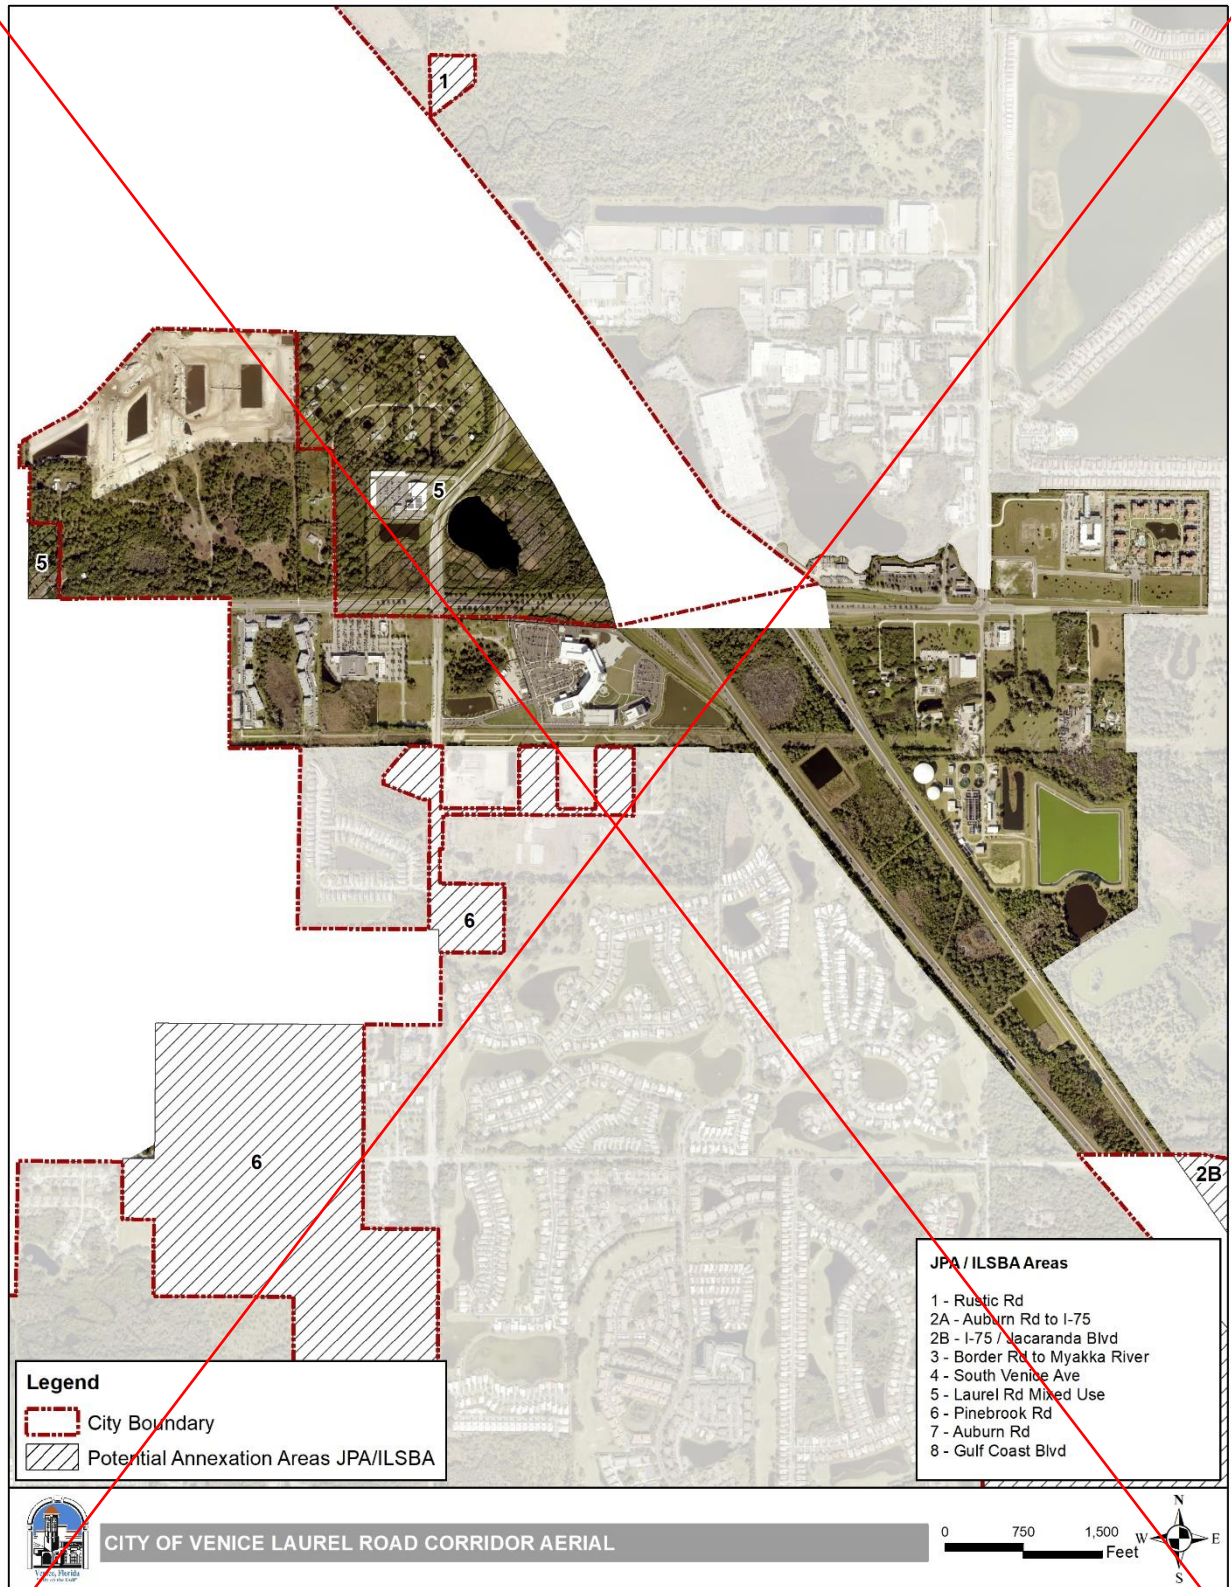 1
5
5
6
6
2B
JPA / ILSBA Areas
1 - Rustic Rd
2A - Auburn Rd to I-75
2B - I-75 / Jacaranda Blvd
3 - Border Rd to Myakka River
4 - South Venice Ave
5 - Laurel Rd Mixed Use
6 - Pinebrook Rd
7 - Auburn Rd
8 - Gulf Coast Blvd
Legend
City Boundary
Potential Annexation Areas JPA/ILSBA
Venice, Florida
CITY OF VENICE LAUREL ROAD CORRIDOR AERIAL
0 750 1,500
Feet
N
W E
S